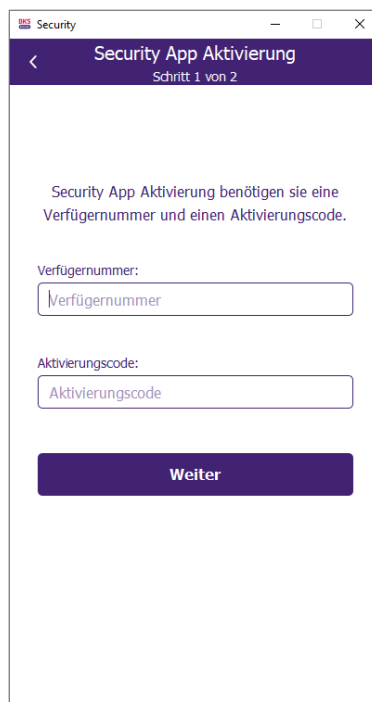 DKS Security
Security App Aktivierung
Schritt 1 von 2
Security App Aktivierung benötigen sie eine
Verfügernummer und einen Aktivierungscode.
Verfügernummer:
Verfügernummer
Aktivierungscode:
Aktivierungscode
Weiter